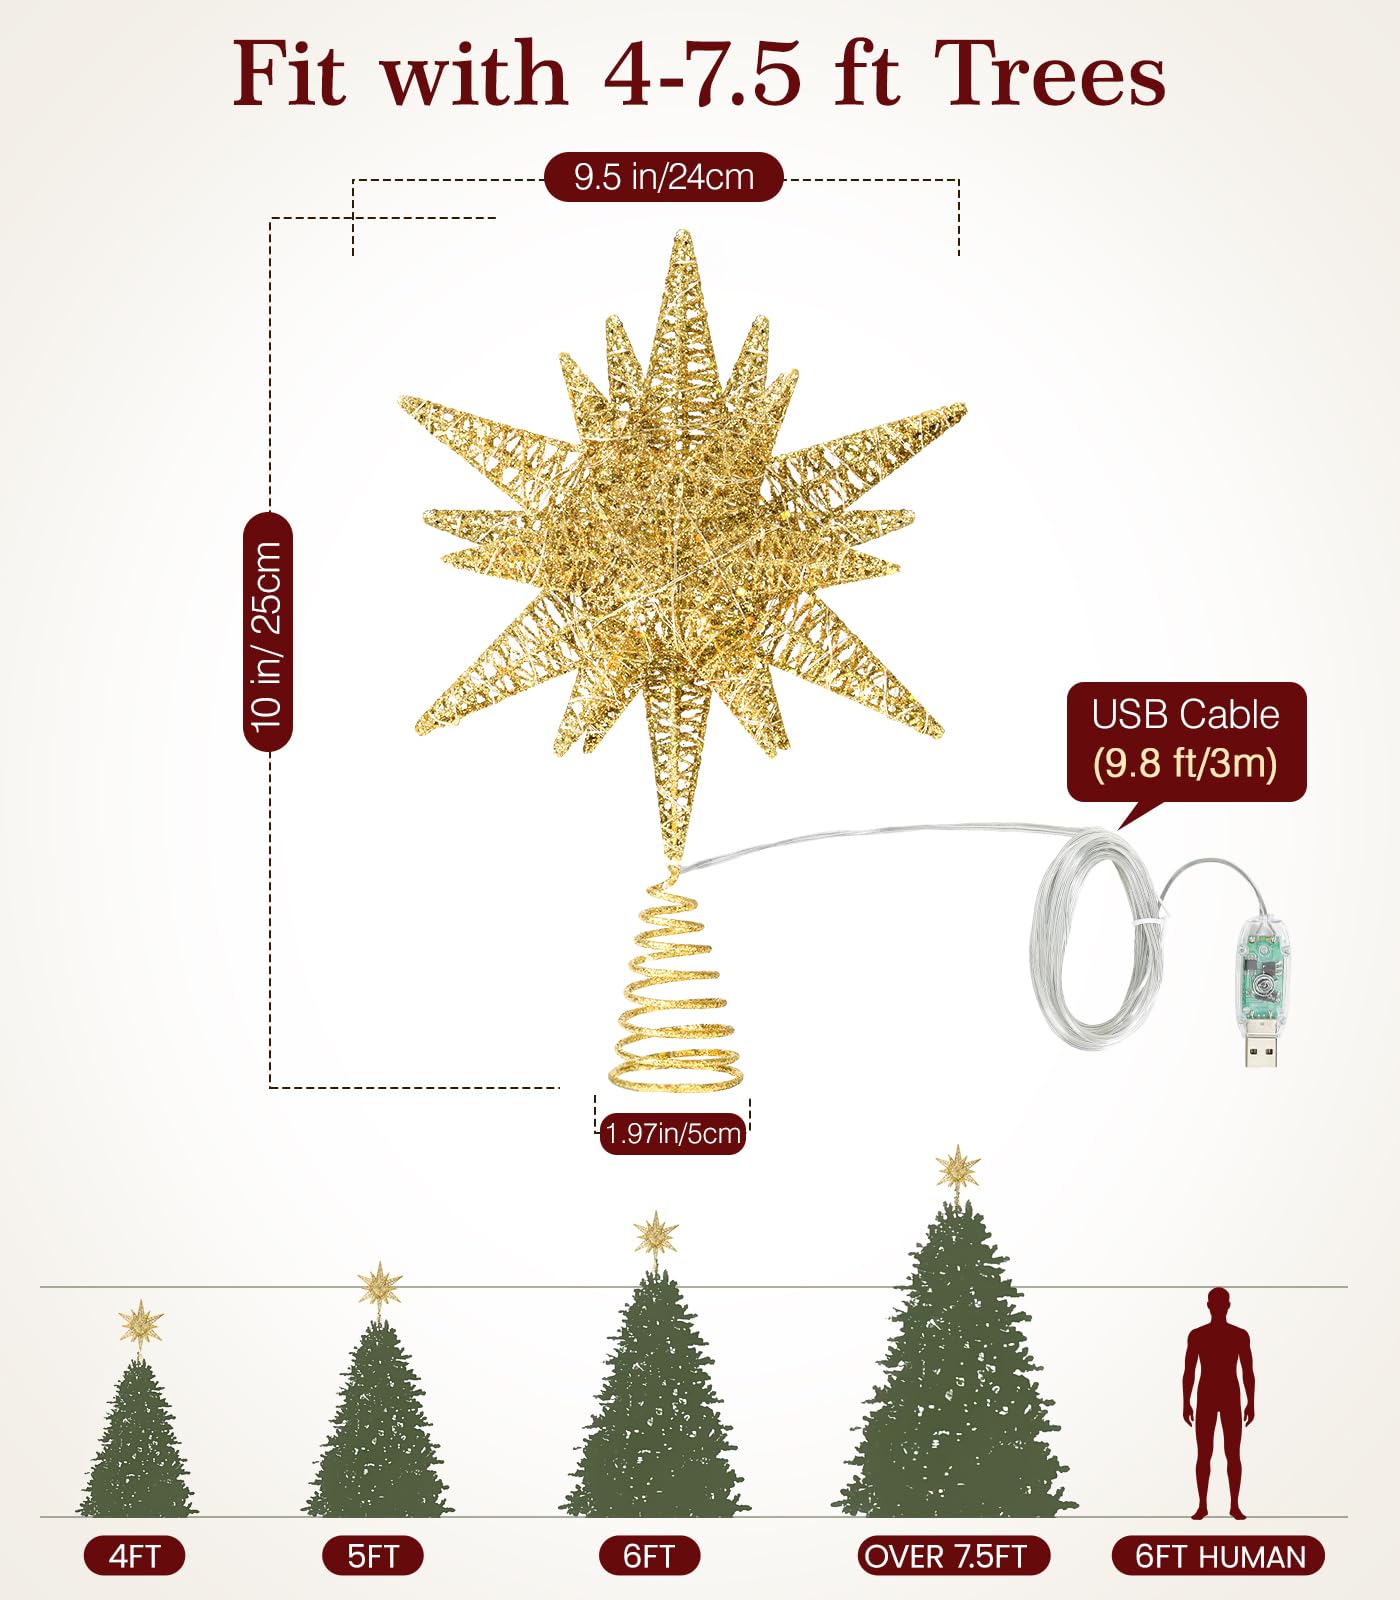 Fit with 4-7.5 ft Trees
9.5 in/24cm
10 in/ 25cm
USB Cable
(9.8 ft/3m)
1.97in/5cm
4FT
5FT
6FT
OVER 7.5FT
6FT HUMAN